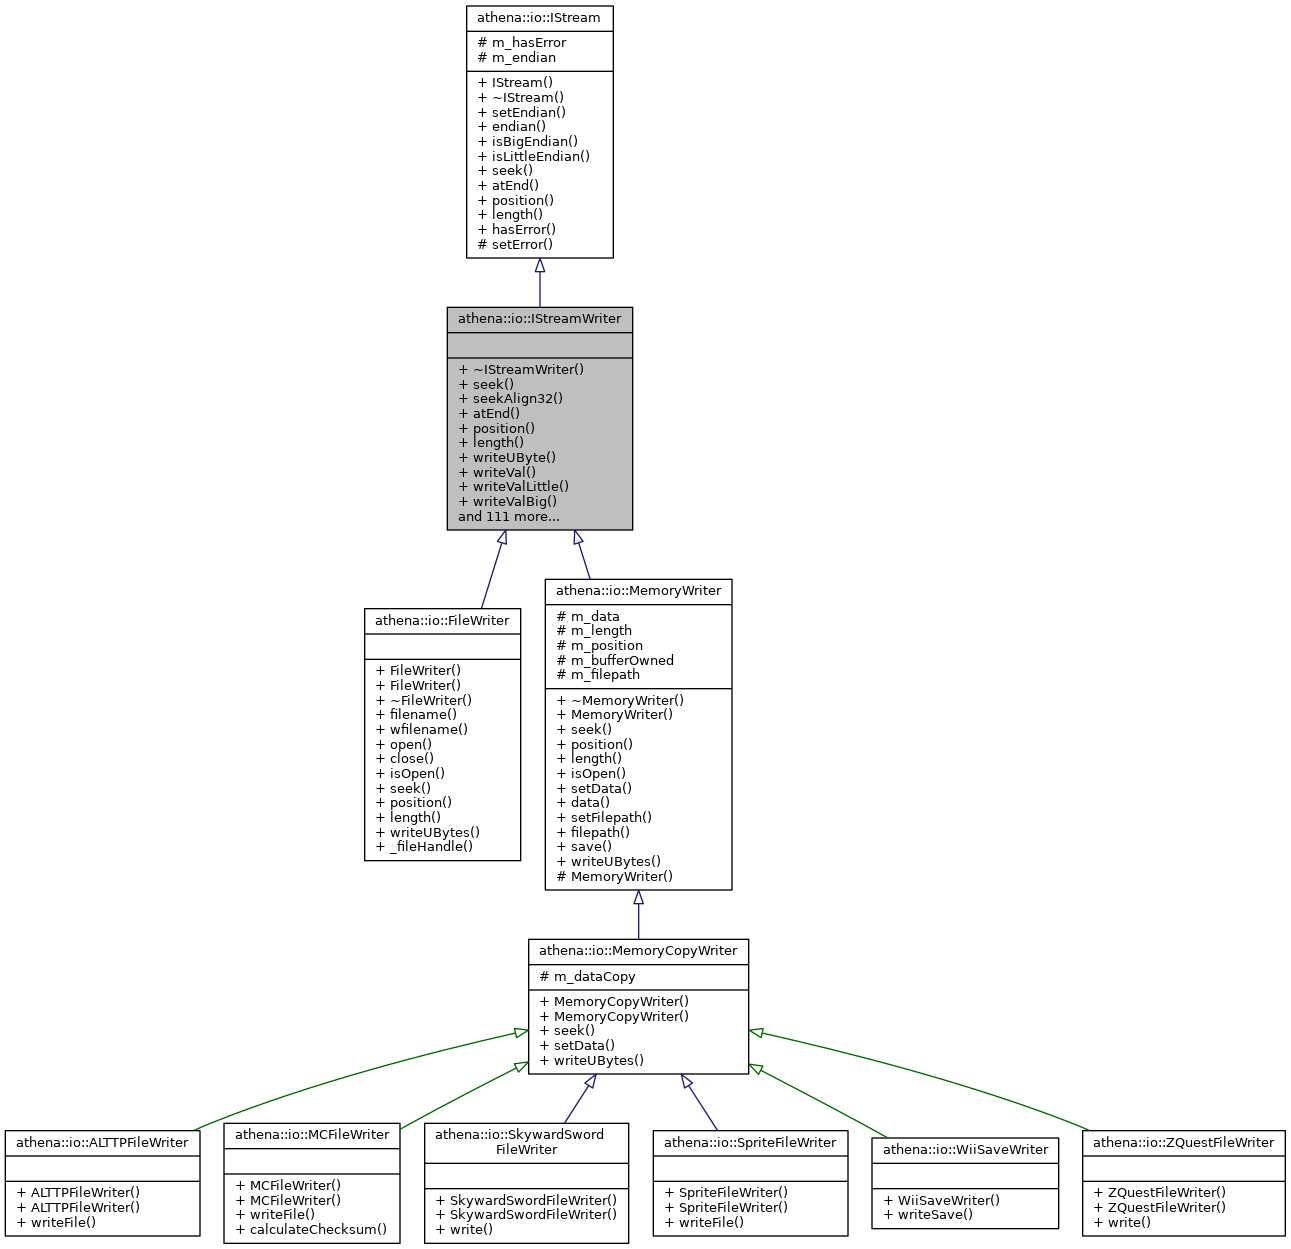 athena::io::IStream
# m_hasError
# m_endian
+ IStream()
+ ~IStream()
+ setEndian()
+ endian()
+ isBigEndian()
+ isLittleEndian()
+ seek()
+ atEnd()
+ position()
+ length()
+ hasError()
# setError()
athena::io::IStreamWriter
+ ~IStreamWriter()
+ seek()
+ seekAlign32()
+ atEnd()
+ position()
+ length()
+ writeUByte()
+ writeVal()
+ writeValLittle()
+ writeValBig()
and 111 more...
athena::io::FileWriter
+ FileWriter()
+ FileWriter()
+ ~FileWriter()
+ filename()
+ wfilename()
+ open()
+ close()
+ isOpen()
+ seek()
+ position()
+ length()
+ writeUBytes()
+ _fileHandle()
athena::io::MemoryWriter
# m_data
# m_length
# m_position
# m_bufferOwned
# m_filepath
+ ~MemoryWriter()
+ MemoryWriter()
+ seek()
+ position()
+ length()
+ isOpen()
+ setData()
+ data()
+ setFilepath()
+ filepath()
+ save()
+ writeUBytes()
# MemoryWriter()
athena::io::MemoryCopyWriter
# m_dataCopy
+ MemoryCopyWriter()
+ MemoryCopyWriter()
+ seek()
+ setData()
+ writeUBytes()
athena::io::ALTTPFileWriter
+ ALTTPFileWriter()
+ ALTTPFileWriter()
+ writeFile()
athena::io::MCFileWriter
+ MCFileWriter()
+ MCFileWriter()
+ writeFile()
+ calculateChecksum()
athena::io::SkywardSword
FileWriter
+ SkywardSwordFileWriter()
+ SkywardSwordFileWriter()
+ write()
athena::io::SpriteFileWriter
+ SpriteFileWriter()
+ SpriteFileWriter()
+ writeFile()
athena::io::WiiSaveWriter
+ WiiSaveWriter()
+ writeSave()
athena::io::ZQuestFileWriter
+ ZQuestFileWriter()
+ ZQuestFileWriter()
+ write()